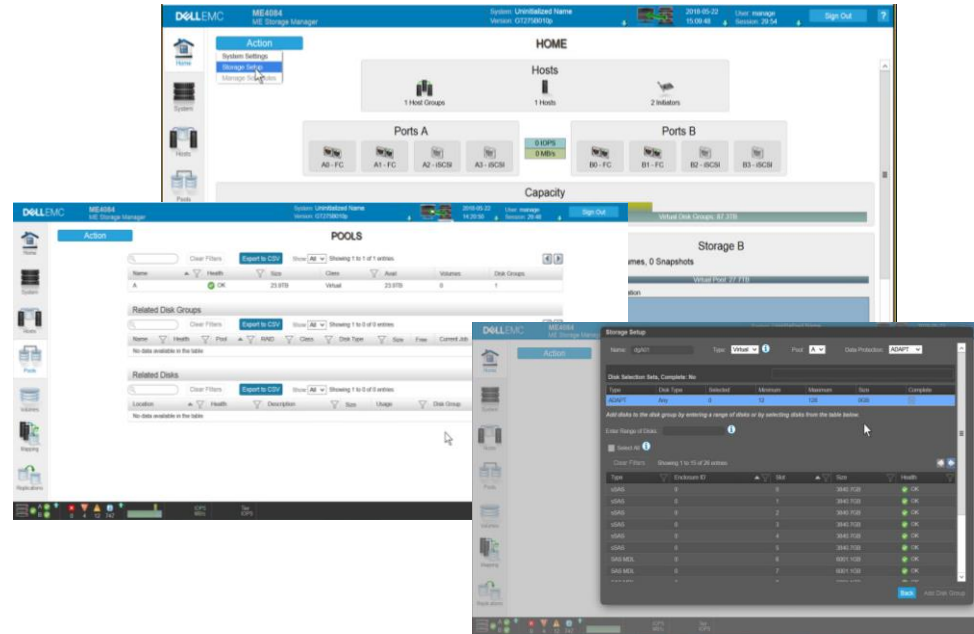 DELLEMC ME4084 System: Uninitialized Name 2018-05-22 User: manage Sign Out ?
ME Storage Manager Version: GT275B010p 15:09:48 Session: 29:54
Action HOME
Home System Settings
Storage Setup Hosts
System 1 Host Groups 1 Hosts 2 Initiators
Ports A Ports B
Hosts 0 IOPS
0 MB/s
A0 - FC A1 - FC A2 - iSCSI A3 - iSCSI B0 - FC B1 - FC B2 - iSCSI B3 - iSCSI
Pools
Capacity
Virtual Disk Groups: 87.3TB
Storage B
0 Snapshots
Virtual Pool: 27.7TB
DELLEMC ME4084 System: Uninitialized Name 2018-05-22 User: manage Sign Out
ME Storage Manager Version: GT275B010p 14:20:56
Action POOLS
Home
Clear Filters Export to CSV Show All Showing 1 to 1 of 1 entries
Name Health Size Class Avail Volumes Disk Groups
System A OK 23.9TB Virtual 23.9TB 0 1
Related Disk Groups
Hosts Clear Filters Export to CSV Show All Showing 0 to 0 of 0 entries
Name Health Pool RAID Class Disk Type Size Free Current Job
No data available in the table
Pools
Related Disks
Clear Filters Export to CSV Show All Showing 0 to 0 of 0 entries
Volumes Location Health Description Size Usage Disk Group
No data available in the table
Mapping
Replications
DELLEMC ME4084
ME Storage Manager
Action
Storage Setup
Name: dgA01 Type: Virtual Pool: A Data Protection: ADAPT
Disk Selection Sets, Complete: No
Type Disk Type Selected Minimum Maximum Size Complete
ADAPT Any 0 12 128 0GB
Add disks to the disk group by entering a range of disks or by selecting disks from the table below.
Enter Range of Disks:
Select All
Clear Filters Showing 1 to 15 of 28 entries
Type Enclosure ID Slot Size Health
sSAS 0 0 3840.7GB OK
sSAS 0 1 3840.7GB OK
sSAS 0 2 3840.7GB OK
sSAS 0 3 3840.7GB OK
sSAS 0 4 3840.7GB OK
sSAS 0 5 3840.7GB OK
SAS MDL 0 6 6001.1GB OK
SAS MDL 0 7 6001.1GB OK
Back Add Disk Group
Home
System
Hosts
Pools
Volumes
Mapping
Replications